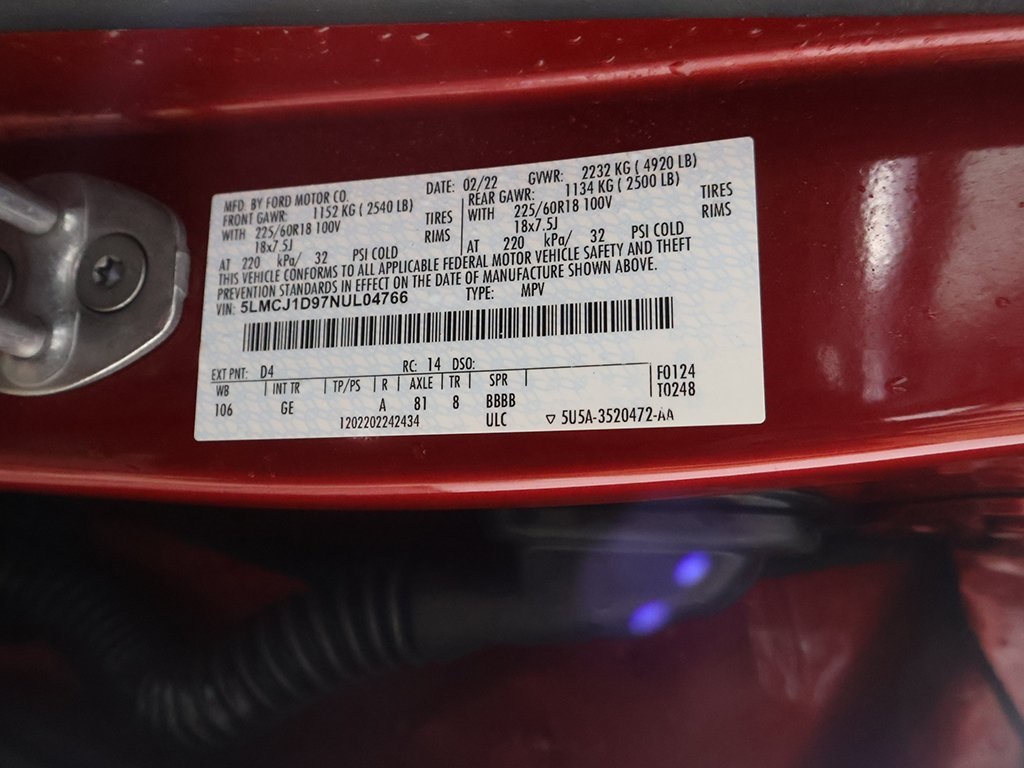 MFD. BY FORD MOTOR CO.
DATE: 02/22 GVWR: 2232 KG ( 4920 LB)
FRONT GAWR: 1152 KG ( 2540 LB)
WITH 225/60R18 100V TIRES
18x7.5J RIMS
AT 220 kPa/ 32 PSI COLD
REAR GAWR: 1134 KG ( 2500 LB)
WITH 225/60R18 100V TIRES
18x7.5J RIMS
AT 220 kPa/ 32 PSI COLD
THIS VEHICLE CONFORMS TO ALL APPLICABLE FEDERAL MOTOR VEHICLE SAFETY AND THEFT
PREVENTION STANDARDS IN EFFECT ON THE DATE OF MANUFACTURE SHOWN ABOVE.
VIN: 5LMCJ1D97NUL04766 TYPE: MPV
EXT PNT: D4 RC: 14 DSO:
WB INT TR TP/PS R AXLE TR SPR F0124
106 GE A 81 8 BBBB T0248
1202202242434 ULC ▽ 5U5A-3520472-AA